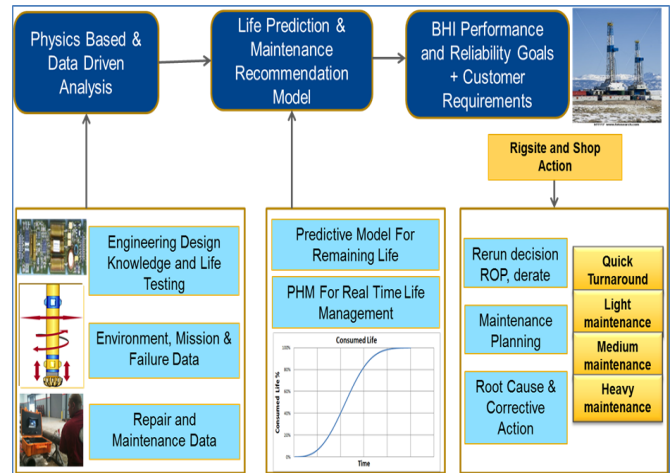 Physics Based &
Data Driven
Analysis
Life Prediction &
Maintenance
Recommendation
Model
BHI Performance
and Reliability Goals
+ Customer
Requirements
Rigsite and Shop
Action
Engineering Design
Knowledge and Life
Testing
Environment, Mission &
Failure Data
Repair and
Maintenance Data
Predictive Model For
Remaining Life
PHM For Real Time Life
Management
Consumed Life
Consumed Life %
100%
80%
60%
40%
20%
0%
Time
Rerun decision
ROP, derate
Maintenance
Planning
Root Cause &
Corrective
Action
Quick
Turnaround
Light
maintenance
Medium
maintenance
Heavy
maintenance